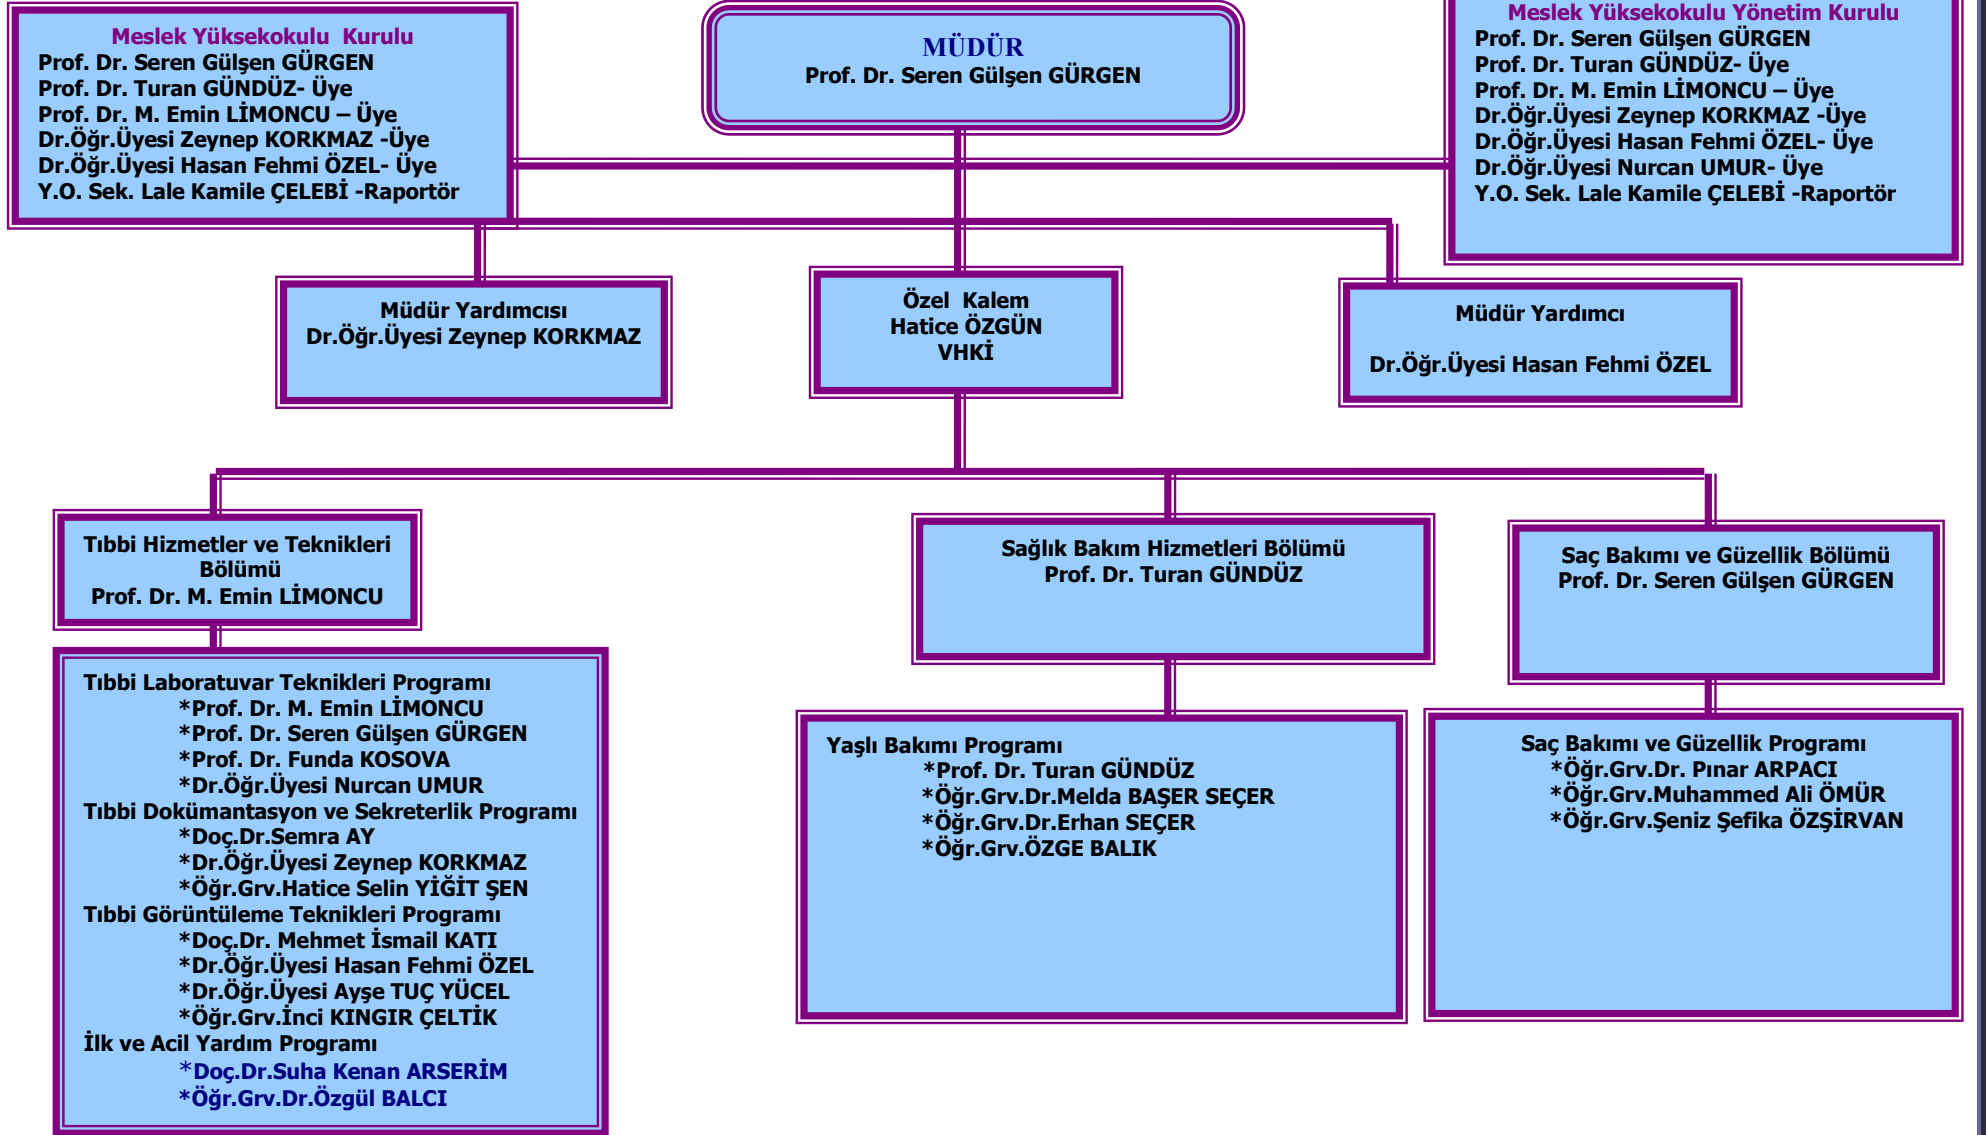 Meslek Yüksekokulu  Kurulu
Prof. Dr. Seren Gülşen GÜRGEN
Prof. Dr. Turan GÜNDÜZ- Üye
Prof. Dr. M. Emin LİMONCU – Üye
Dr.Öğr.Üyesi Zeynep KORKMAZ -Üye
Dr.Öğr.Üyesi Hasan Fehmi ÖZEL- Üye
Y.O. Sek. Lale Kamile ÇELEBİ -Raportör
MÜDÜR
Prof. Dr. Seren Gülşen GÜRGEN
Meslek Yüksekokulu Yönetim Kurulu
Prof. Dr. Seren Gülşen GÜRGEN
Prof. Dr. Turan GÜNDÜZ- Üye
Prof. Dr. M. Emin LİMONCU – Üye
Dr.Öğr.Üyesi Zeynep KORKMAZ -Üye
Dr.Öğr.Üyesi Hasan Fehmi ÖZEL- Üye
Dr.Öğr.Üyesi Nurcan UMUR- Üye
Y.O. Sek. Lale Kamile ÇELEBİ -Raportör
Müdür Yardımcısı
Dr.Öğr.Üyesi Zeynep KORKMAZ
Özel  Kalem
Hatice ÖZGÜN
VHKİ
Müdür Yardımcı
Dr.Öğr.Üyesi Hasan Fehmi ÖZEL
Tıbbi Hizmetler ve Teknikleri
Bölümü
Prof. Dr. M. Emin LİMONCU
Sağlık Bakım Hizmetleri Bölümü
Prof. Dr. Turan GÜNDÜZ
Saç Bakımı ve Güzellik Bölümü
Prof. Dr. Seren Gülşen GÜRGEN
Tıbbi Laboratuvar Teknikleri Programı
*Prof. Dr. M. Emin LİMONCU
*Prof. Dr. Seren Gülşen GÜRGEN
*Prof. Dr. Funda KOSOVA
*Dr.Öğr.Üyesi Nurcan UMUR
Tıbbi Dokümantasyon ve Sekreterlik Programı
*Doç.Dr.Semra AY
*Dr.Öğr.Üyesi Zeynep KORKMAZ
*Öğr.Grv.Hatice Selin YİĞİT ŞEN
Tıbbi Görüntüleme Teknikleri Programı
*Doç.Dr. Mehmet İsmail KATI
*Dr.Öğr.Üyesi Hasan Fehmi ÖZEL
*Dr.Öğr.Üyesi Ayşe TUÇ YÜCEL
*Öğr.Grv.İnci KINGIR ÇELTİK
İlk ve Acil Yardım Programı
*Doç.Dr.Suha Kenan ARSERİM
*Öğr.Grv.Dr.Özgül BALCI
Yaşlı Bakımı Programı
*Prof. Dr. Turan GÜNDÜZ
*Öğr.Grv.Dr.Melda BAŞER SEÇER
*Öğr.Grv.Dr.Erhan SEÇER
*Öğr.Grv.ÖZGE BALIK
Saç Bakımı ve Güzellik Programı
*Öğr.Grv.Dr. Pınar ARPACI
*Öğr.Grv.Muhammed Ali ÖMÜR
*Öğr.Grv.Şeniz Şefika ÖZŞİRVAN